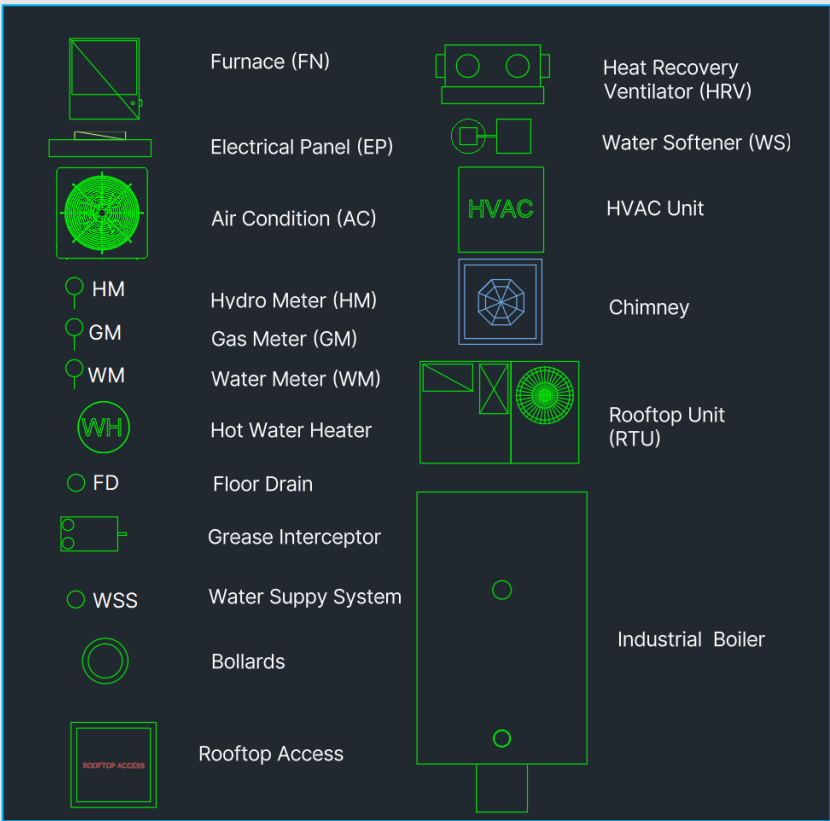 Furnace (FN)
Electrical Panel (EP)
Air Condition (AC)
HM
Hydro Meter (HM)
GM
Gas Meter (GM)
WM
Water Meter (WM)
WH
Hot Water Heater
FD
Floor Drain
Grease Interceptor
WSS
Water Suppy System
Bollards
ROOFTOP ACCESS
Rooftop Access
Heat Recovery
Ventilator (HRV)
Water Softener (WS)
HVAC
HVAC Unit
Chimney
Rooftop Unit
(RTU)
Industrial Boiler